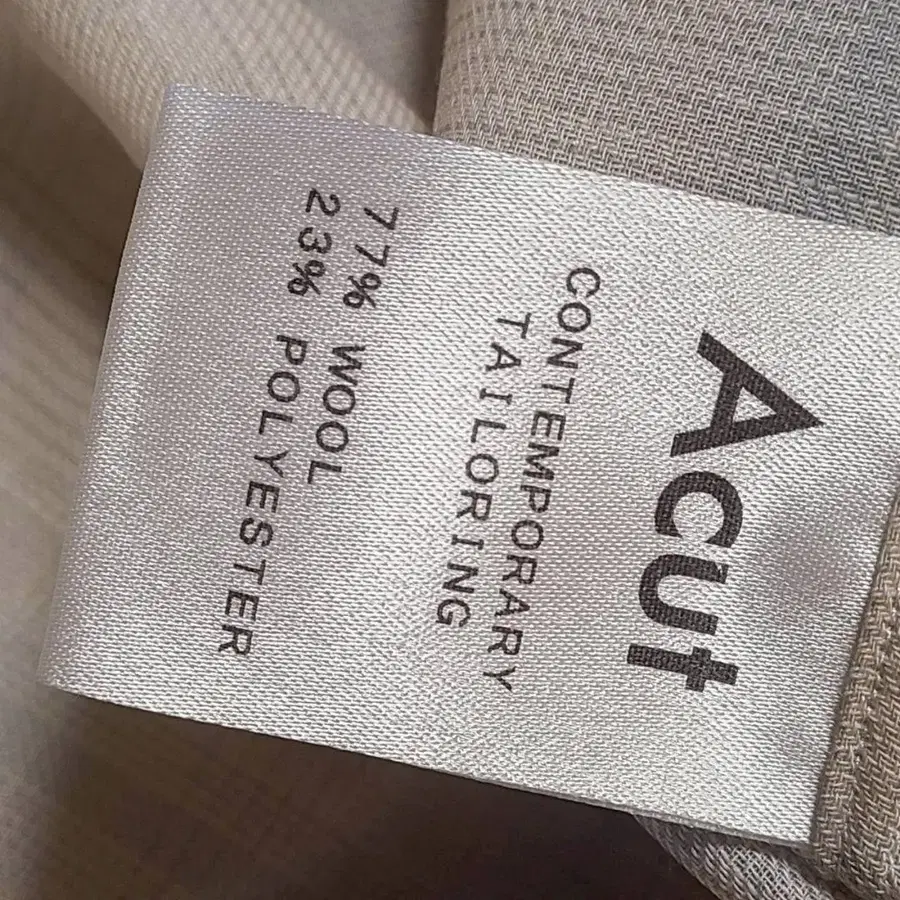 Acut
CONTEMPORARY
TAILORING
77% WOOL
23% POLYESTER